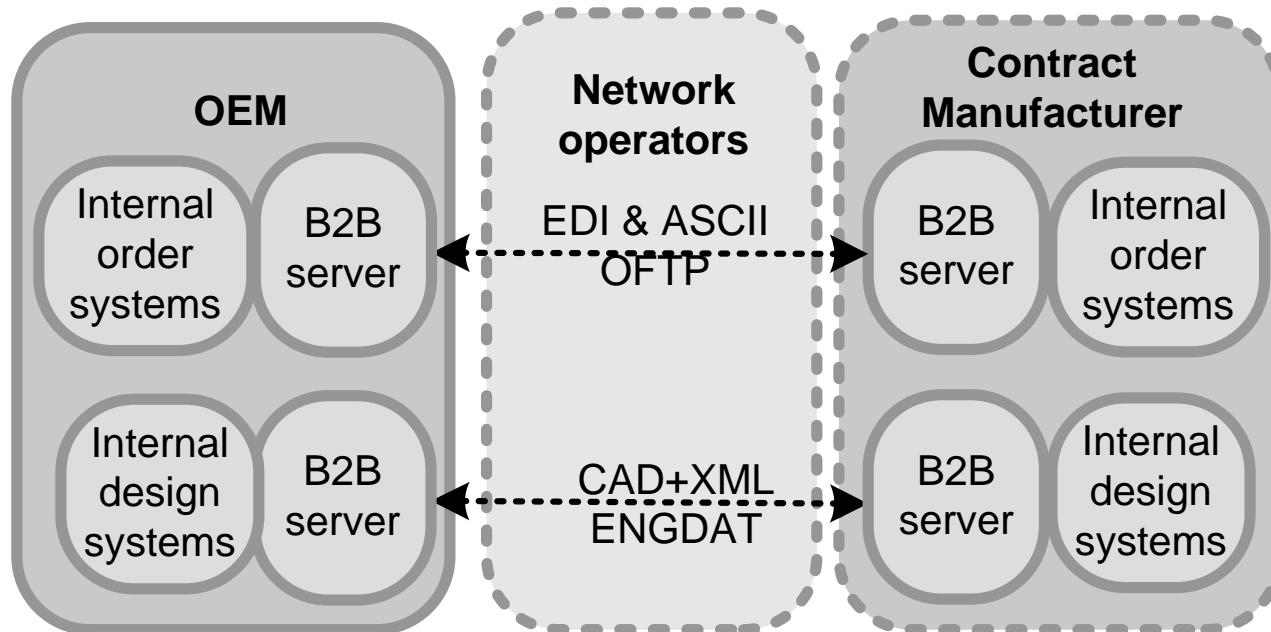 OEM
Internal
order
systems
B2B
server
Internal
design
systems
B2B
server
Network
operators
EDI & ASCII
OFTP
CAD+XML
ENGDAT
Contract
Manufacturer
B2B
server
Internal
order
systems
B2B
server
Internal
design
systems